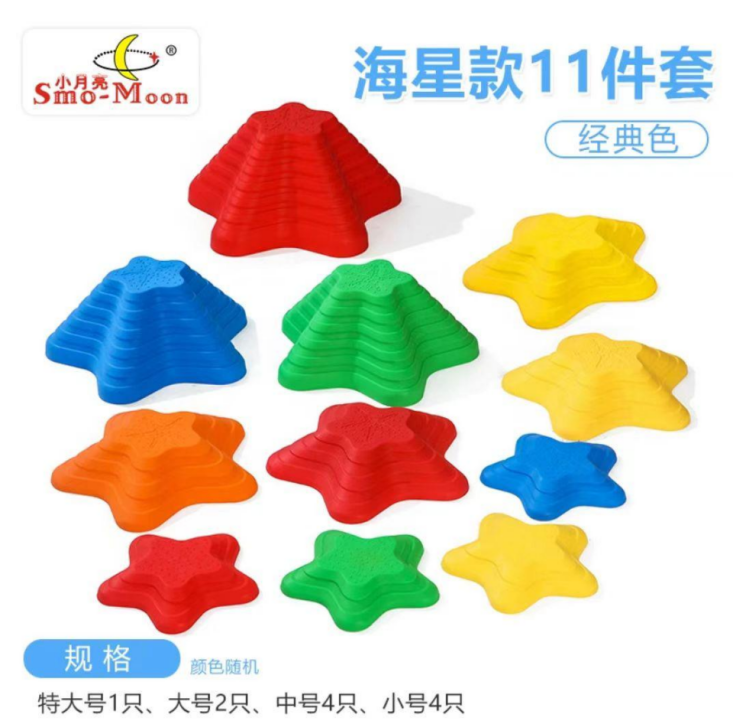 小月亮®
Smo-Moon
海星款11件套
经典色
规格
颜色随机
特大号1只、大号2只、中号4只、小号4只